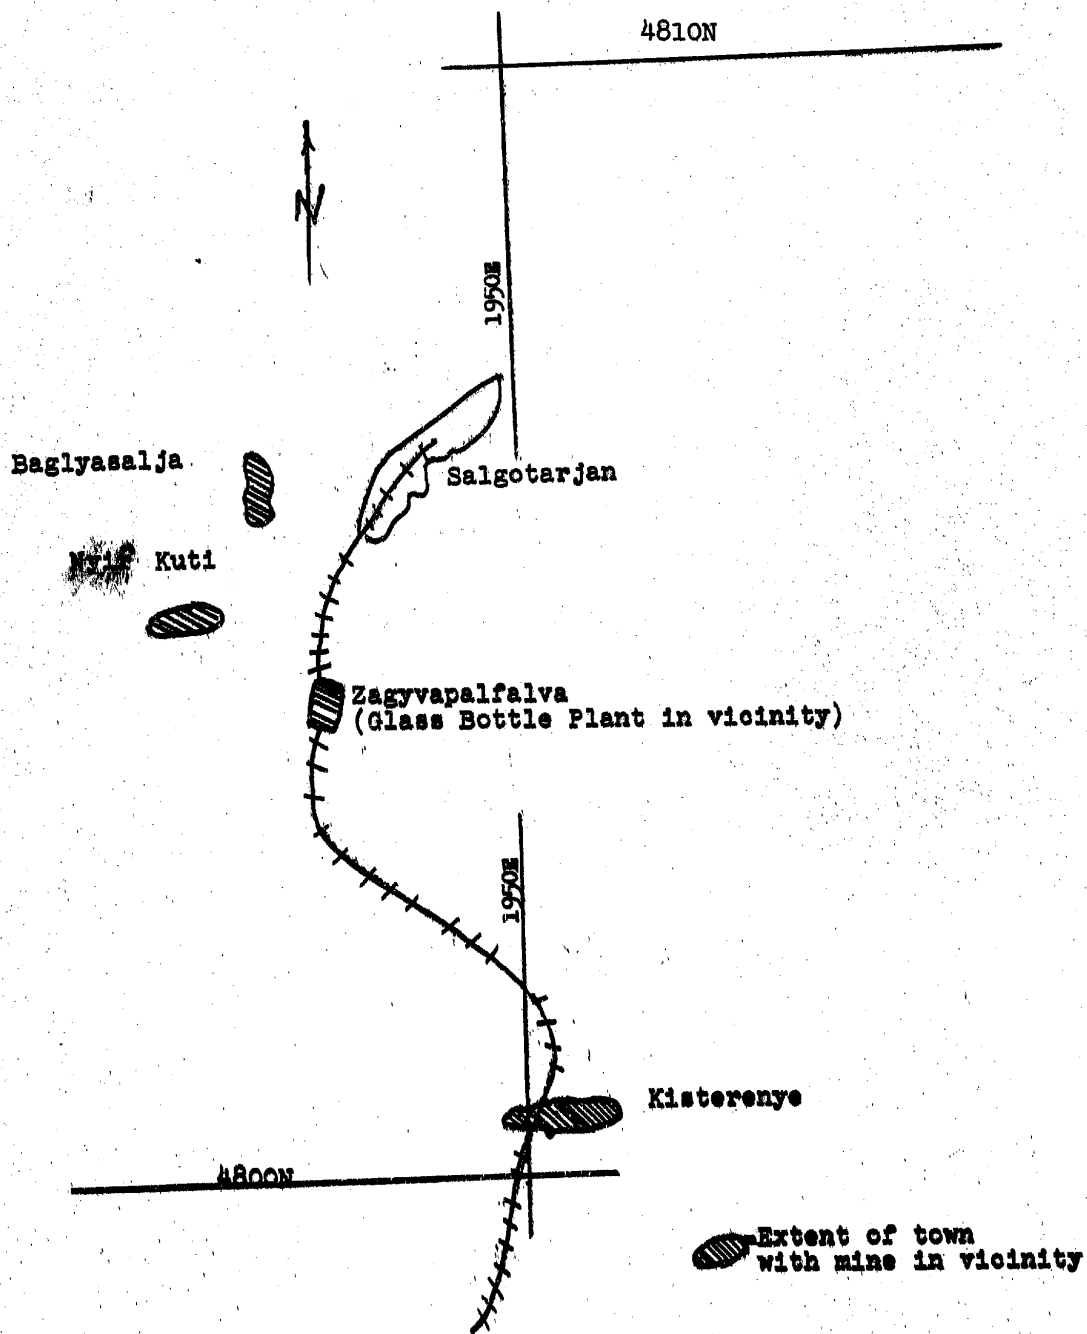 4810N
N
1950E
Baglyasalja
Salgotarjan
Kuti
Zagyvapalfalva
(Glass Bottle Plant in vicinity)
1950E
Kisterenye
4800N
Extent of town
with mine in vicinity